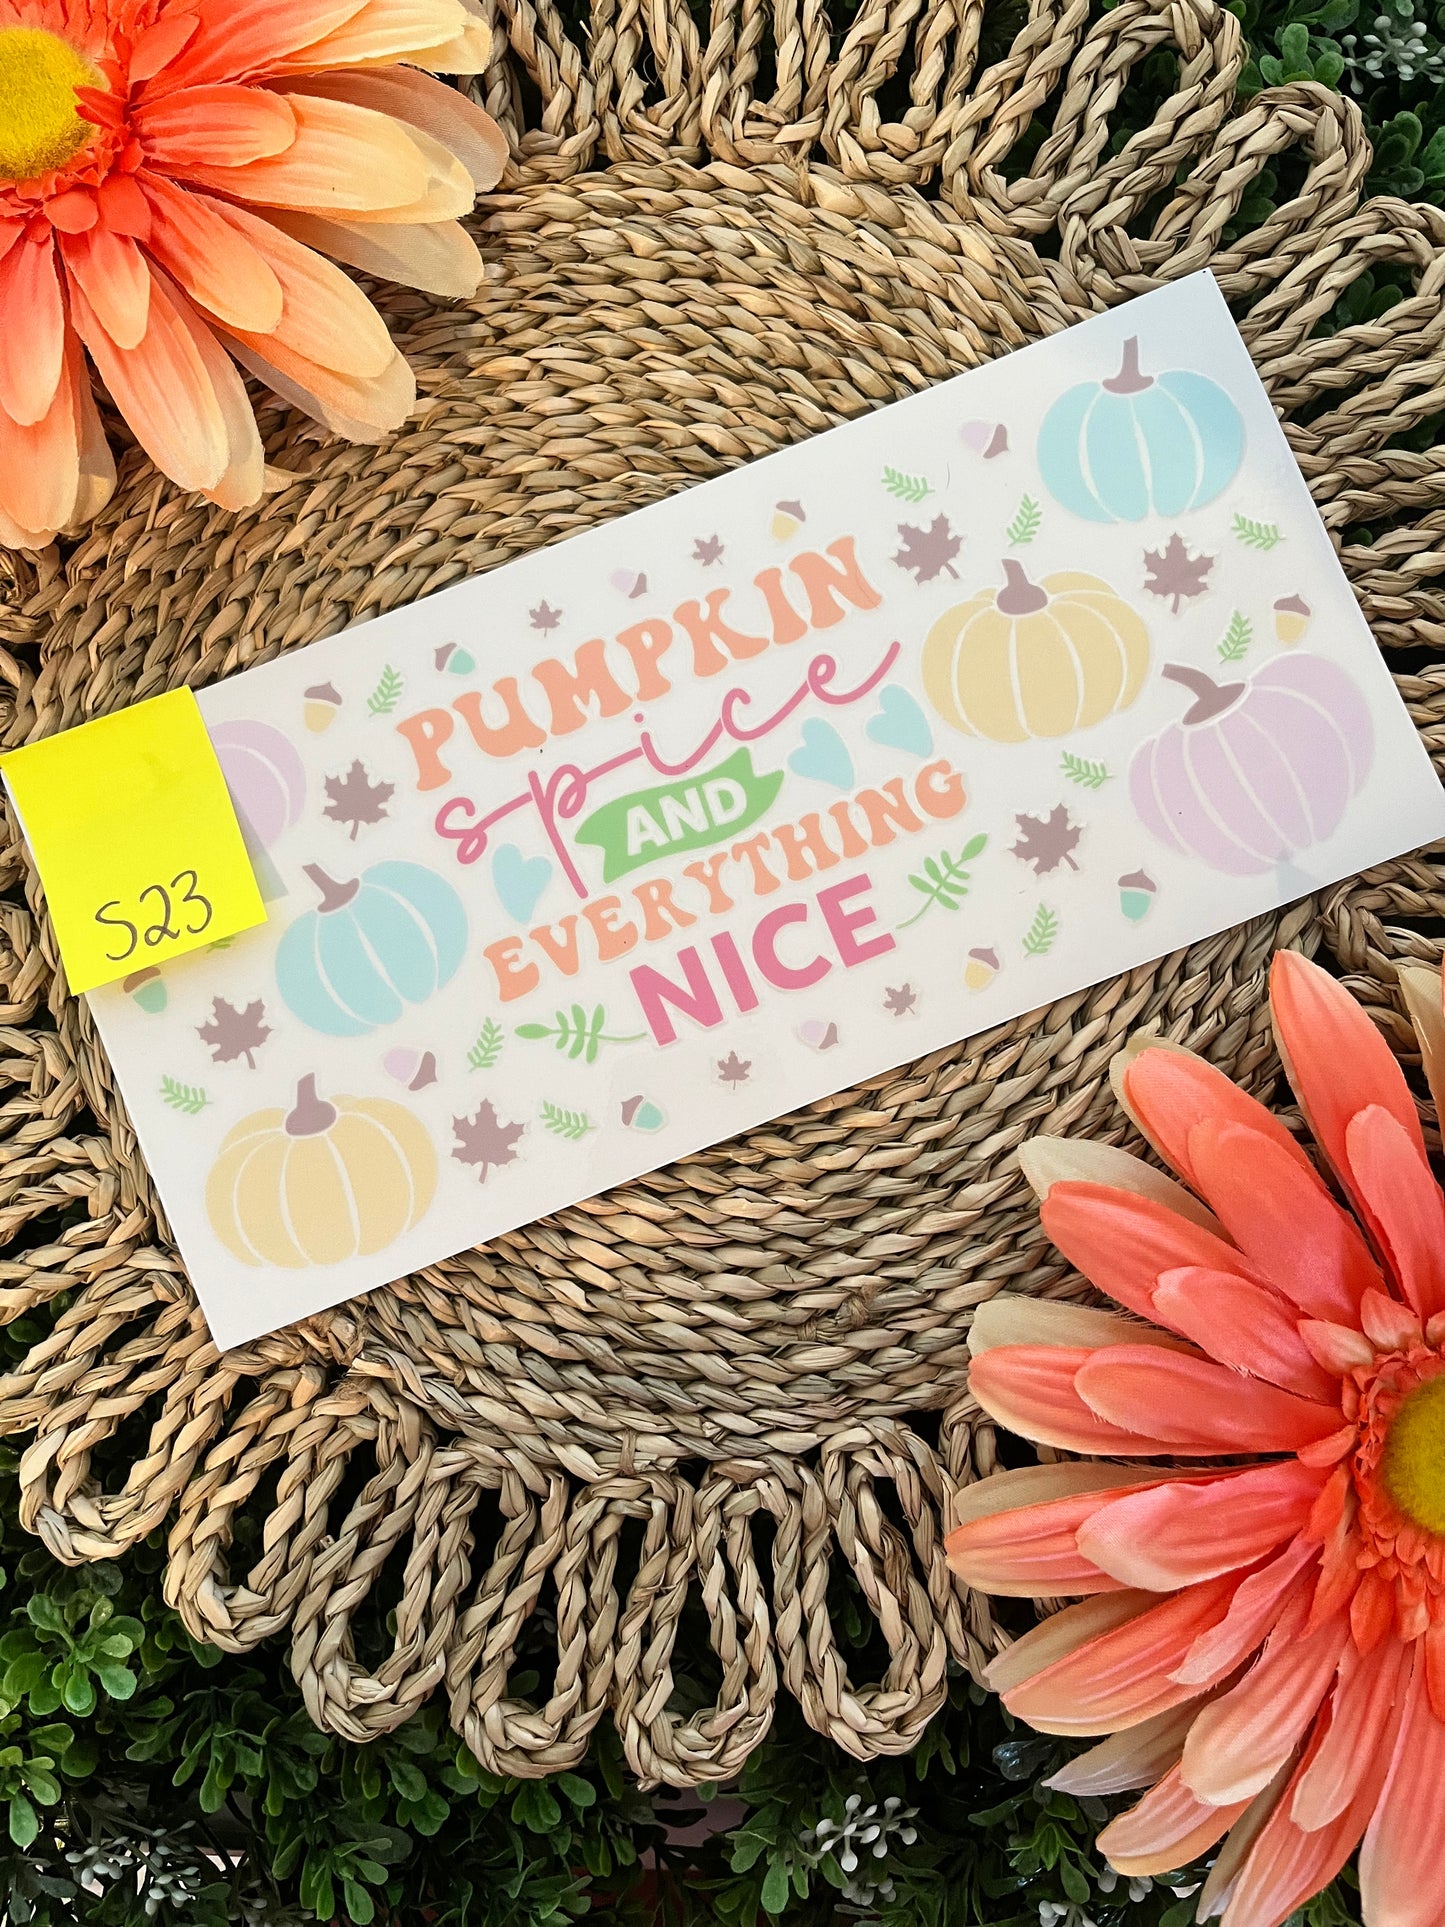 PUMPKIN
spice
AND
EVERYTHING
NICE
S23